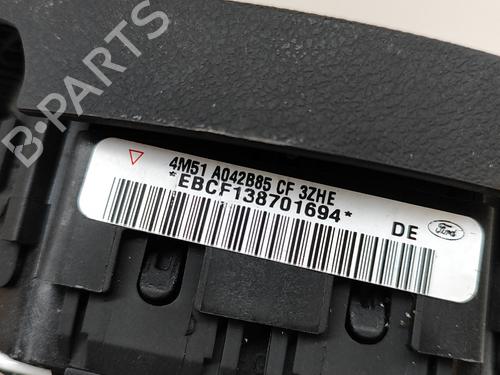 B-PARTS
4M51 A042B85 CF 3ZHE
*EBCF138701694*
DE Ford